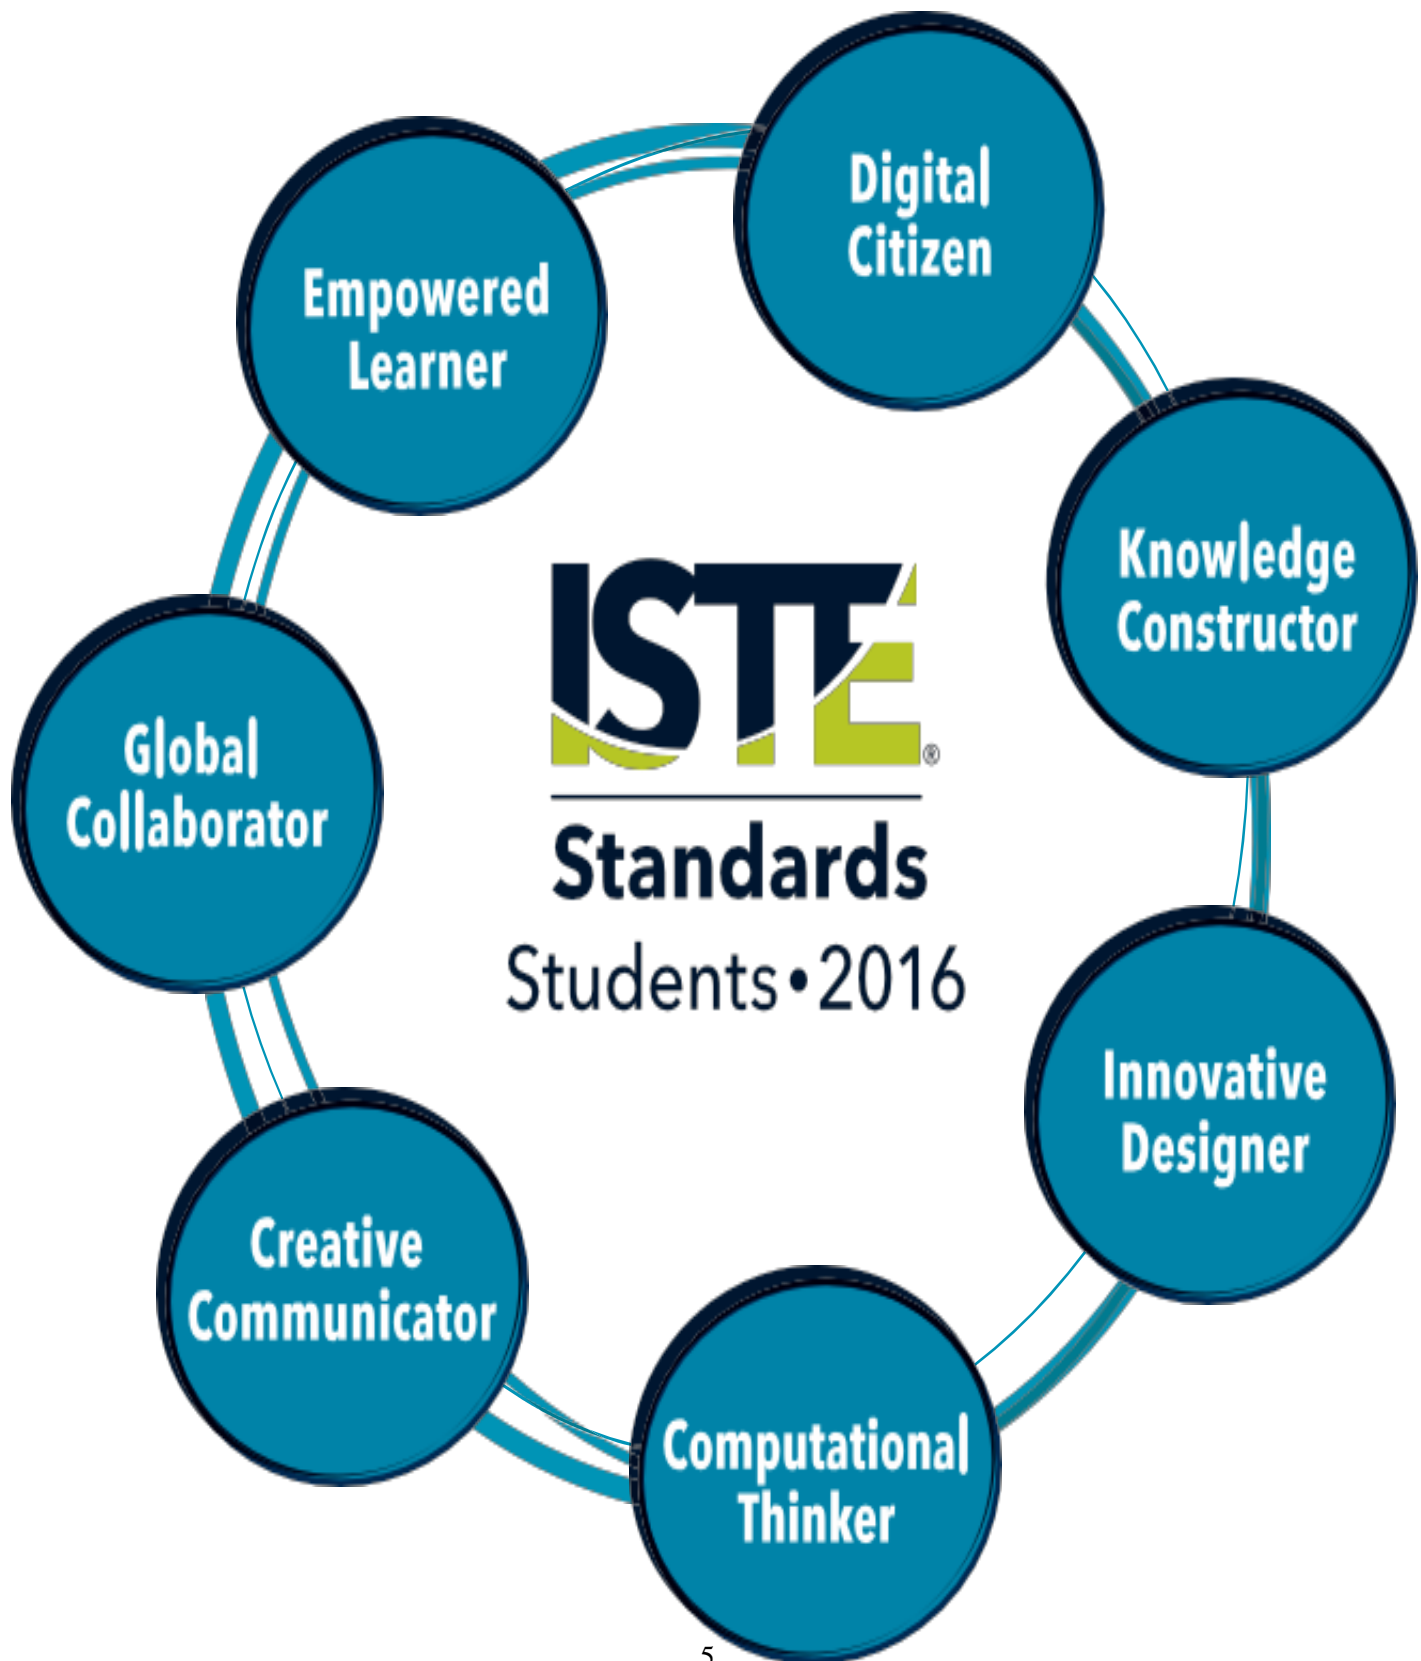 Digital
Citizen
Empowered
Learner
Knowledge
Constructor
ISTE®
Standards
Students • 2016
Global
Collaborator
Innovative
Designer
Creative
Communicator
Computational
Thinker
5